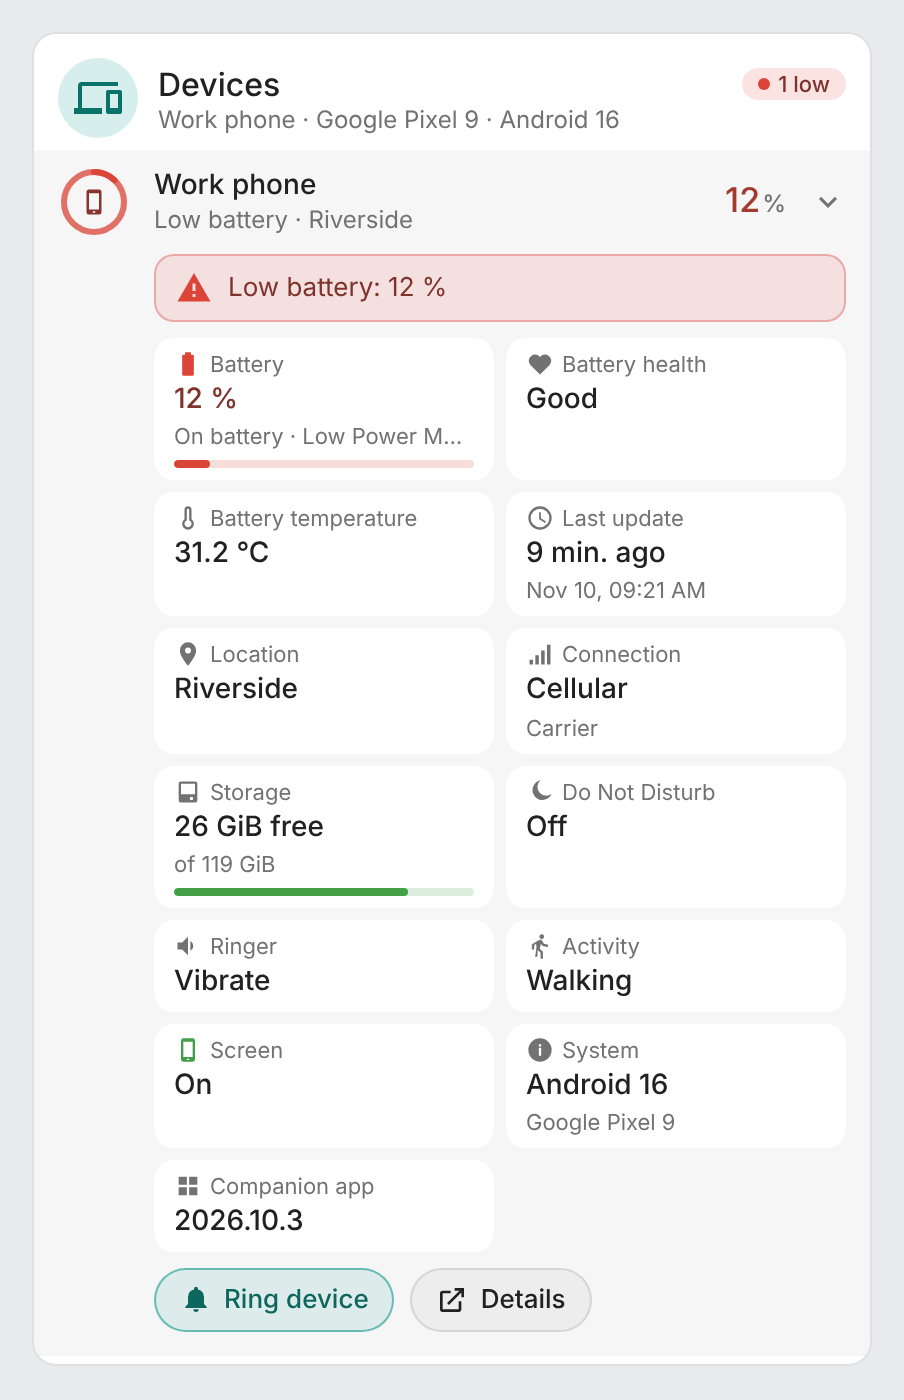 Devices
1 low
Work phone · Google Pixel 9 · Android 16
Work phone
12 %
Low battery · Riverside
Low battery: 12 %
Battery
12 %
On battery · Low Power M...
Battery health
Good
Battery temperature
31.2 °C
Last update
9 min. ago
Nov 10, 09:21 AM
Location
Riverside
Connection
Cellular
Carrier
Storage
26 GiB free
of 119 GiB
Do Not Disturb
Off
Ringer
Vibrate
Activity
Walking
Screen
On
System
Android 16
Google Pixel 9
Companion app
2026.10.3
Ring device
Details